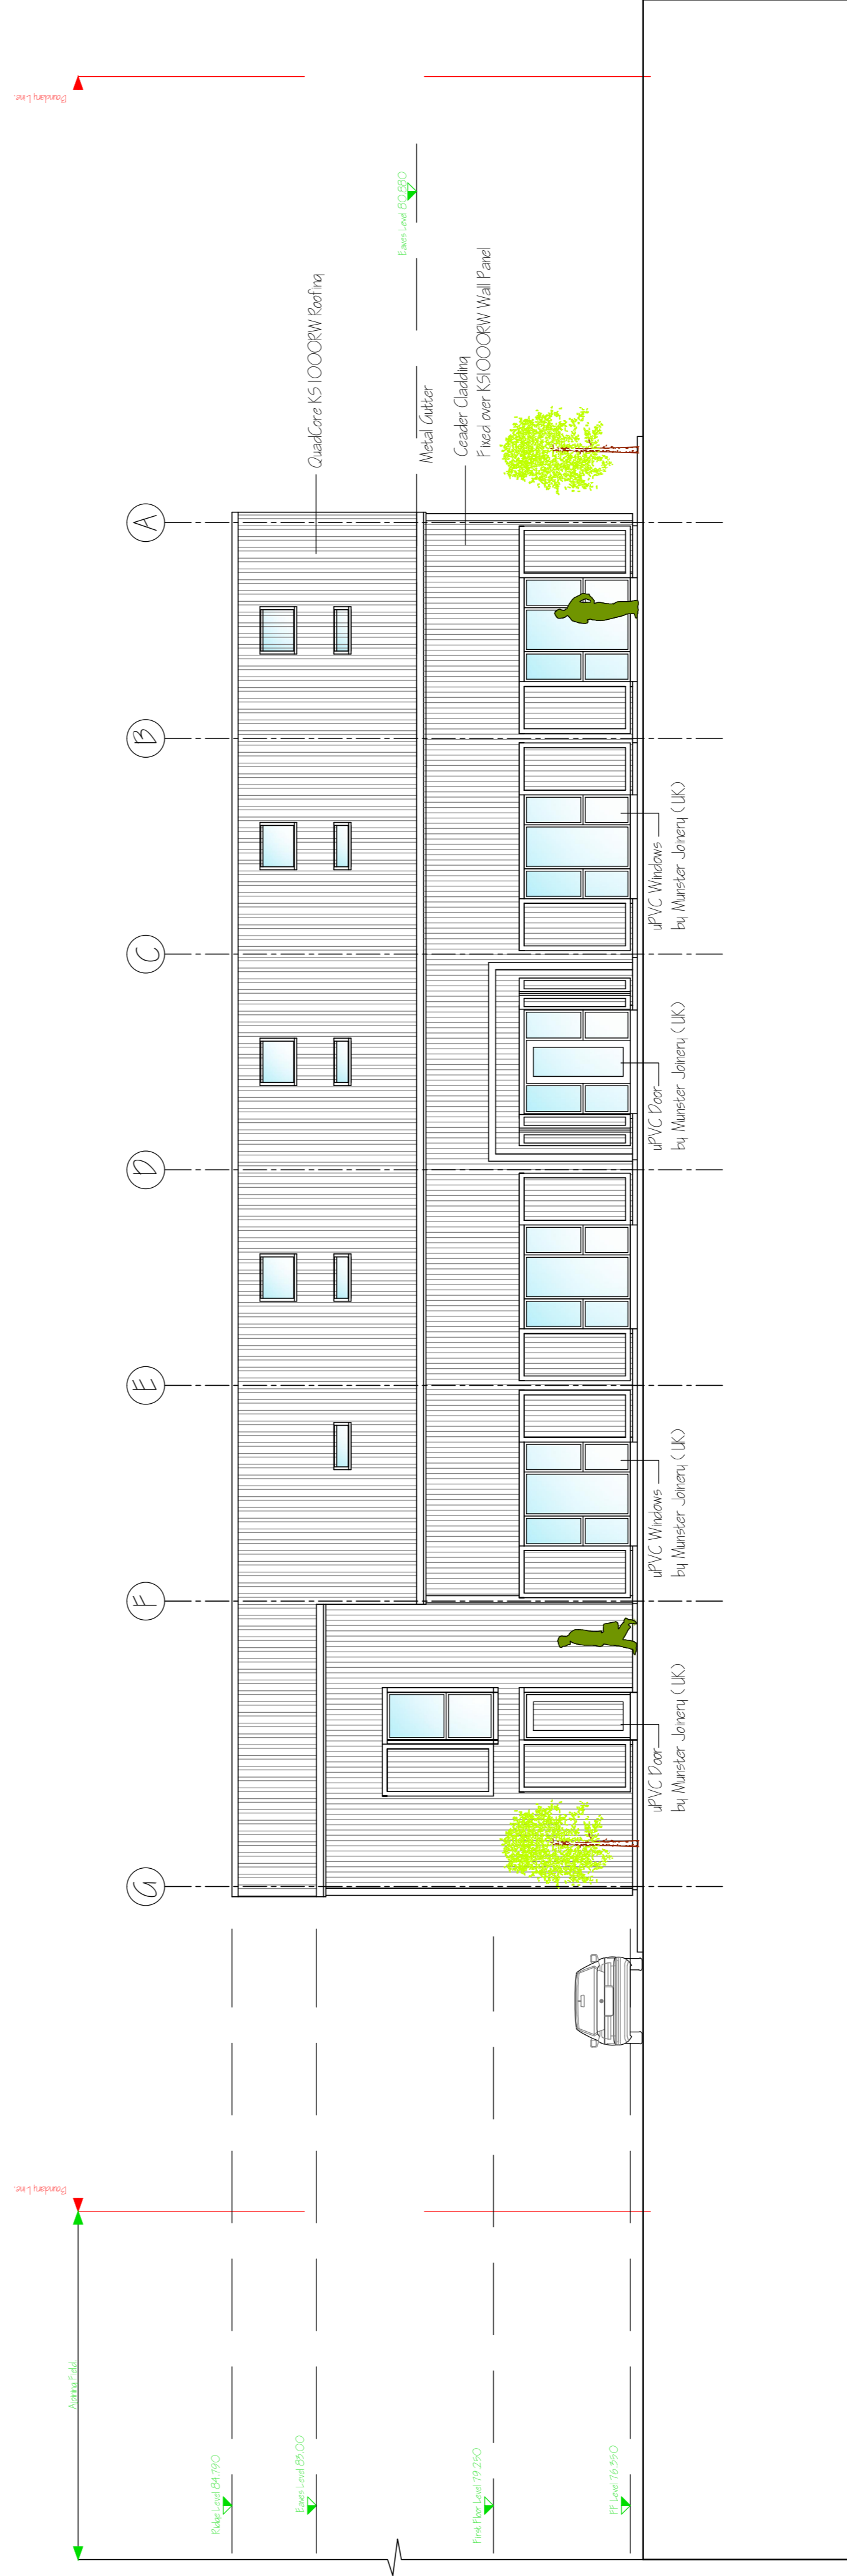 Boundary Line.
Boundary Line.
Avenna Field.
Ridge Level 84.790
Eaves Level 83.00
First Floor Level 79.250
FF Level 76.350
Eaves Level 80.880
G
F
E
D
C
B
A
QuadCore KS1000RW Roofing
Metal Gutter
Ceader Cladding
Fixed over KS1000RW Wall Panel
uPVC Door
by Munster Joinery ( UK)
uPVC Windows
by Munster Joinery ( UK)
uPVC Door
by Munster Joinery ( UK)
uPVC Windows
by Munster Joinery ( UK)